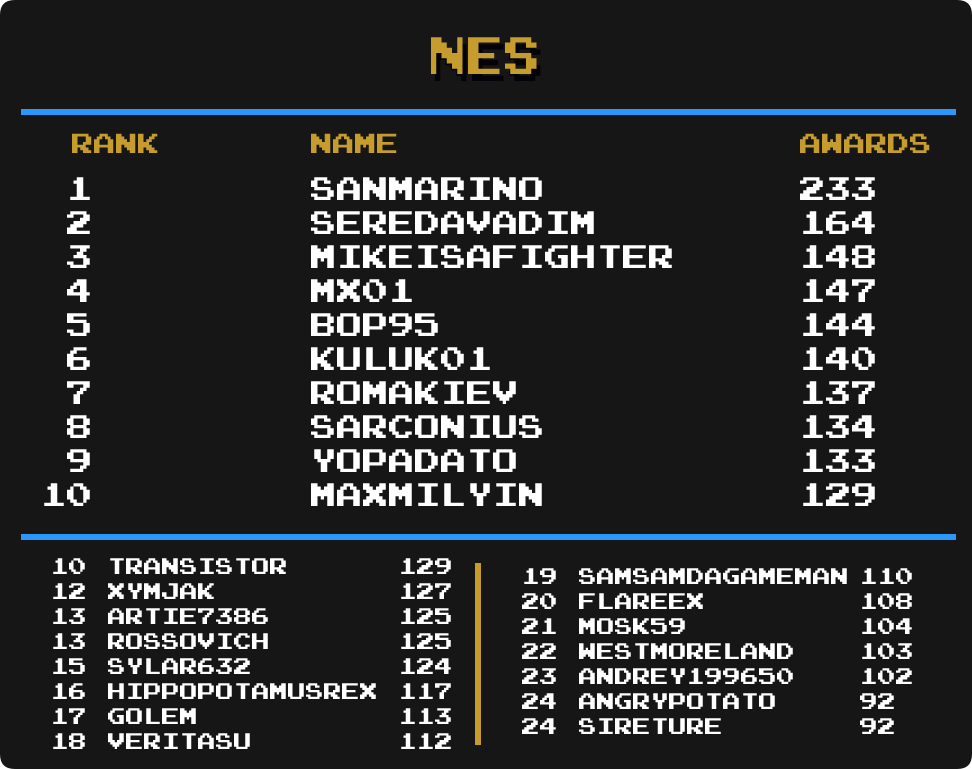 NES
RANK NAME AWARDS
1 SANMARINO 233
2 SEREDAVADIM 164
3 MIKEISAFIGHTER 148
4 MX01 147
5 BOP95 144
6 KULUK01 140
7 ROMAKIEV 137
8 SARCONIUS 134
9 YOPADATO 133
10 MAXMILYIN 129
10 TRANSISTOR 129
12 XYMJAK 127
13 ARTIE7386 125
13 ROSSOVICH 125
15 SYLAR632 124
16 HIPPOPOTAMUSREX 117
17 GOLEM 113
18 VERITASU 112
19 SAMSAMDAGAMEMAN 110
20 FLAREEX 108
21 MOSK59 104
22 WESTMORELAND 103
23 ANDREY199650 102
24 ANGRYPOTATO 92
24 SIRETURE 92